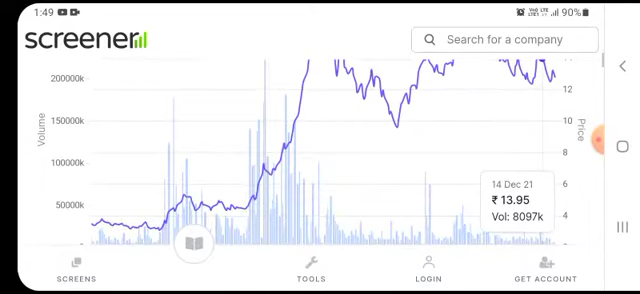 1:49
90%
screener
Search for a company
200000k
150000k
100000k
50000k
Volume
12
10
8
6
4
Price
14 Dec 21
₹ 13.95
Vol: 8097k
SCREENS
TOOLS
LOGIN
GET ACCOUNT